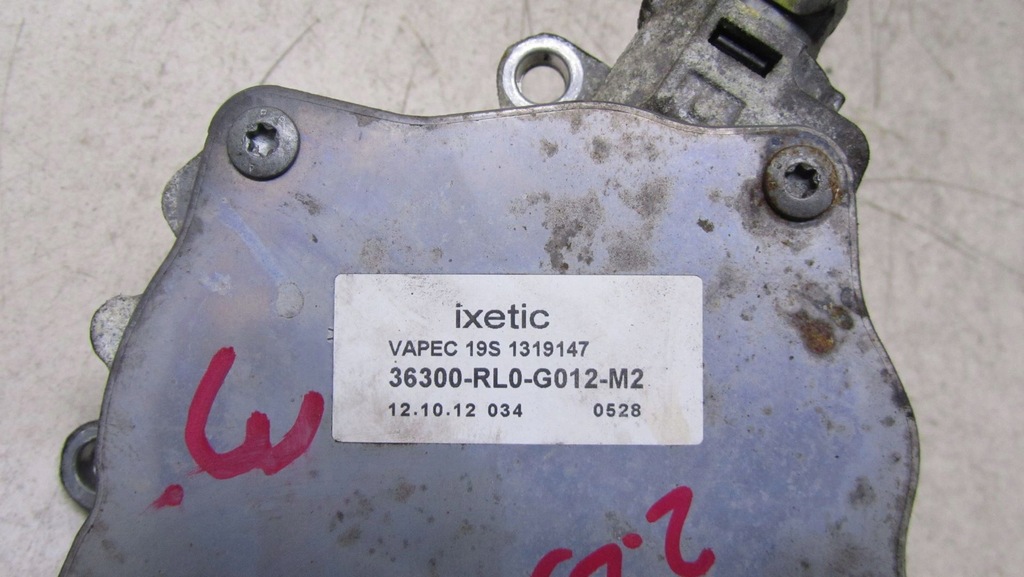 ixetic
VAPEC 19S 1319147
36300-RL0-G012-M2
12.10.12 034 0528